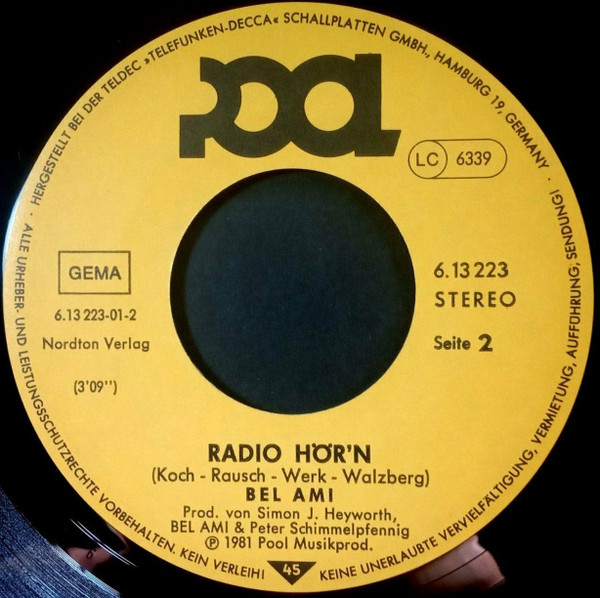 · HERGESTELLT BEI DER TELDEC »TELEFUNKEN-DECCA« SCHALLPLATTEN GMBH., HAMBURG 19, GERMANY ·
POOL
LC 6339
GEMA
6.13 223-01-2
Nordton Verlag
(3'09")
6.13 223
STEREO
Seite 2
RADIO HÖR'N
(Koch - Rausch - Werk - Walzberg)
BEL AMI
Prod. von Simon J. Heyworth,
BEL AMI & Peter Schimmelpfennig
℗ 1981 Pool Musikprod.
45
· ALLE URHEBER- UND LEISTUNGSSCHUTZRECHTE VORBEHALTEN. KEIN VERLEIH! KEINE UNERLAUBTE VERVIELFÄLTIGUNG, VERMIETUNG, AUFFÜHRUNG, SENDUNG! ·